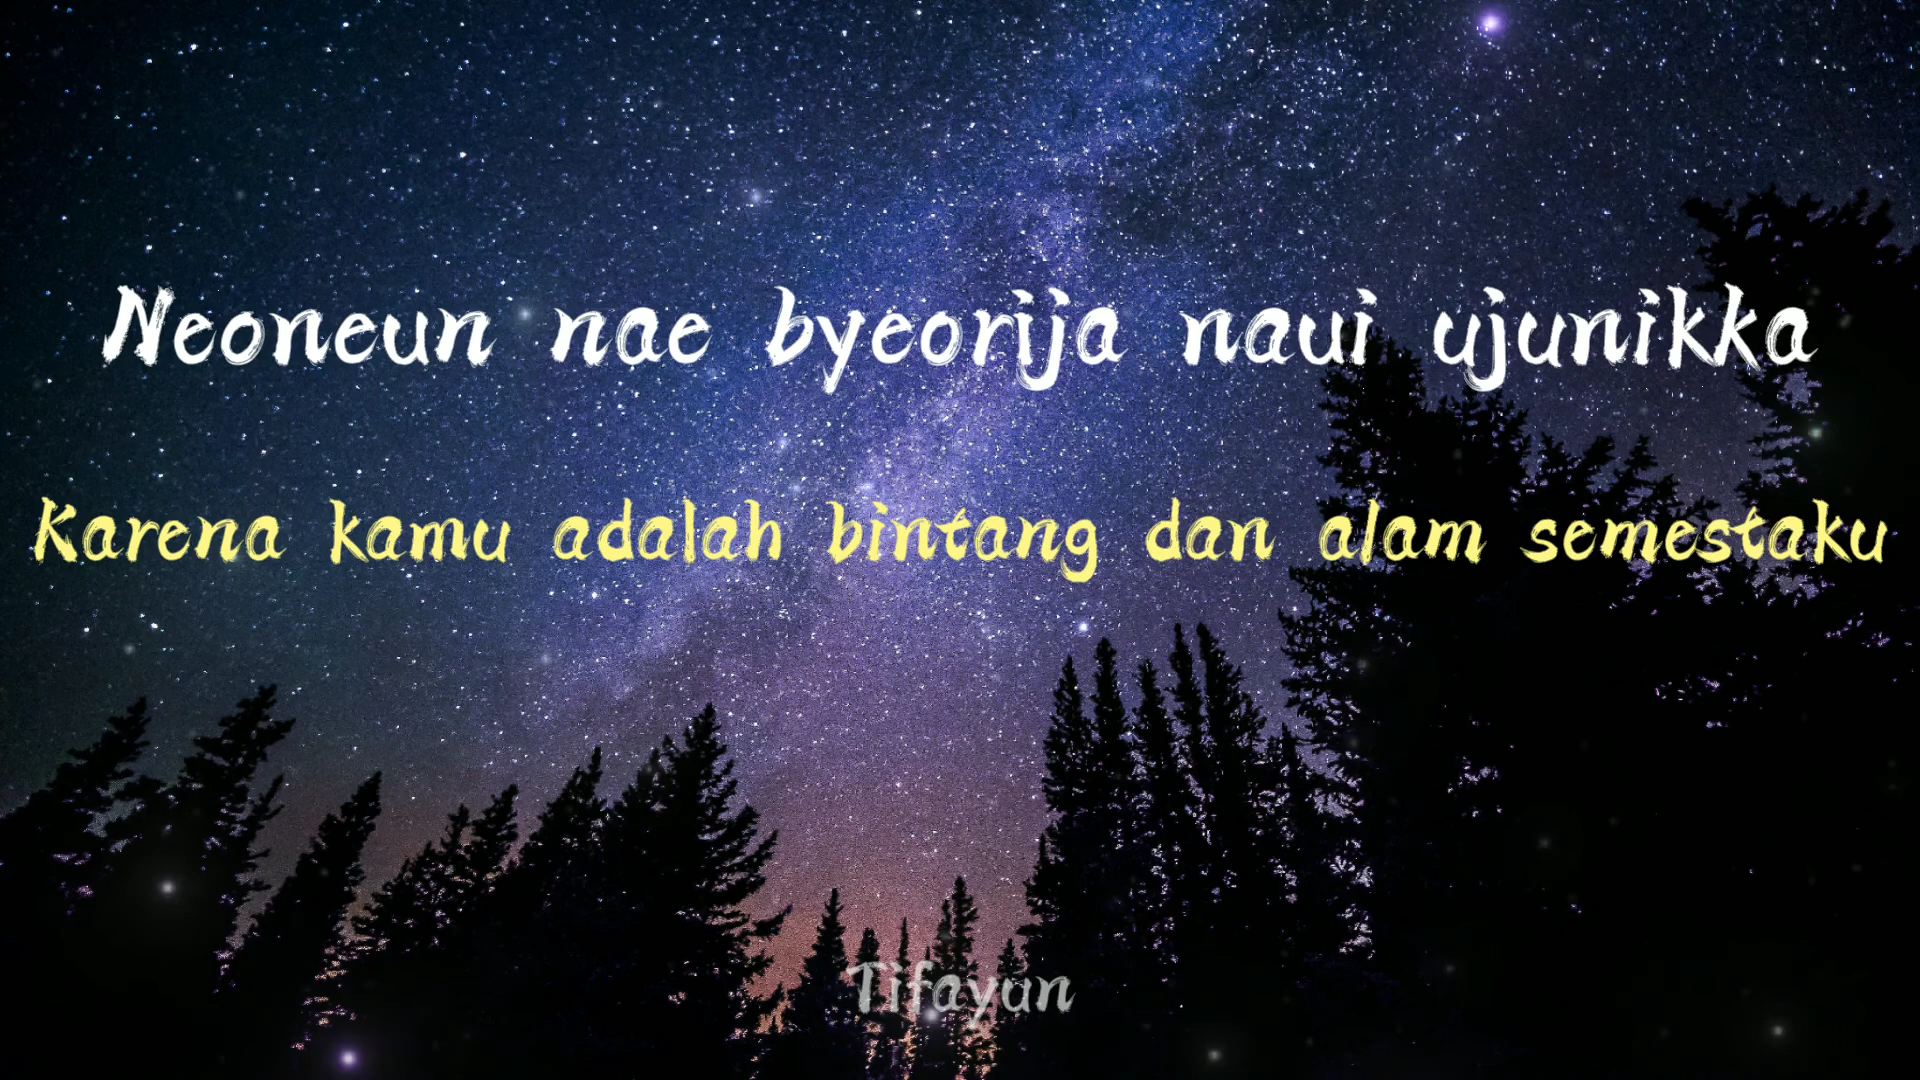 Neoneun nae byeorija naui ujunikka
Karena kamu adalah bintang dan alam semestaku
Tifayun